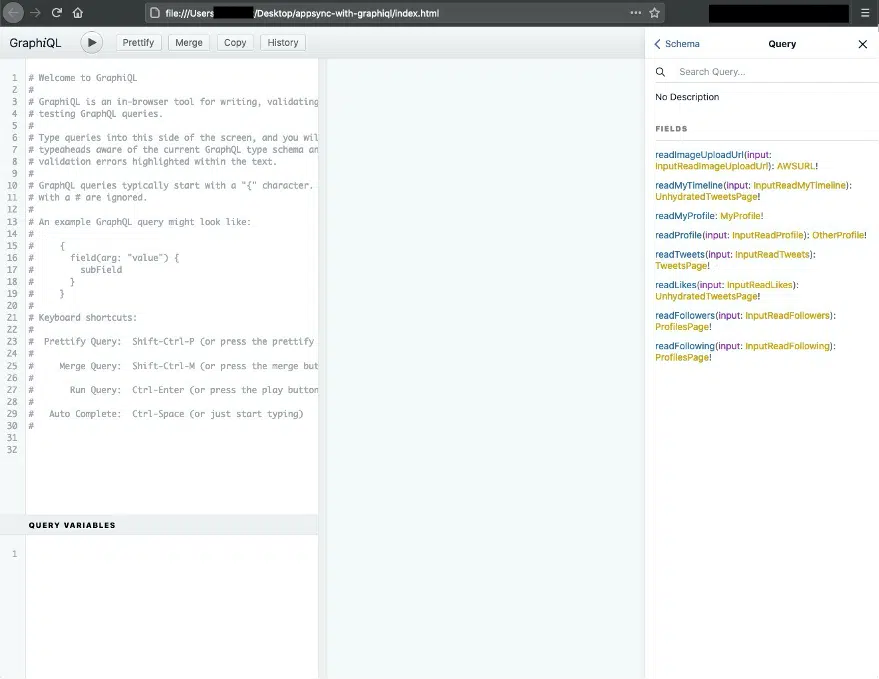 file:///Users/ /Desktop/appsync-with-graphiql/index.html
GraphiQL
Prettify
Merge
Copy
History
1 # Welcome to GraphiQL
2 #
3 # GraphiQL is an in-browser tool for writing, validating
4 # testing GraphQL queries.
5 #
6 # Type queries into this side of the screen, and you wil
7 # typeaheads aware of the current GraphQL type schema an
8 # validation errors highlighted within the text.
9 #
10 # GraphQL queries typically start with a "{" character.
11 # with a # are ignored.
12 #
13 # An example GraphQL query might look like:
14 #
15 #     {
16 #       field(arg: "value") {
17 #         subField
18 #       }
19 #     }
20 #
21 # Keyboard shortcuts:
22 #
23 #  Prettify Query:  Shift-Ctrl-P (or press the prettify
24 #
25 #     Merge Query:  Shift-Ctrl-M (or press the merge but
26 #
27 #       Run Query:  Ctrl-Enter (or press the play button
28 #
29 #   Auto Complete:  Ctrl-Space (or just start typing)
30 #
31
32
QUERY VARIABLES
1
Schema
Query
Search Query...
No Description
FIELDS
readImageUploadUrl(input:
InputReadImageUploadUrl): AWSURL!
readMyTimeline(input: InputReadMyTimeline):
UnhydratedTweetsPage!
readMyProfile: MyProfile!
readProfile(input: InputReadProfile): OtherProfile!
readTweets(input: InputReadTweets):
TweetsPage!
readLikes(input: InputReadLikes):
UnhydratedTweetsPage!
readFollowers(input: InputReadFollowers):
ProfilesPage!
readFollowing(input: InputReadFollowing):
ProfilesPage!